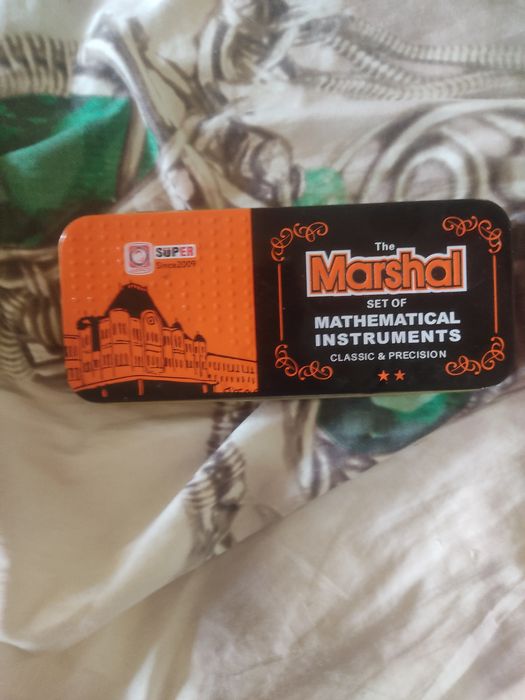 SUPER
Since2009
The
Marshal
SET OF
MATHEMATICAL
INSTRUMENTS
CLASSIC & PRECISION